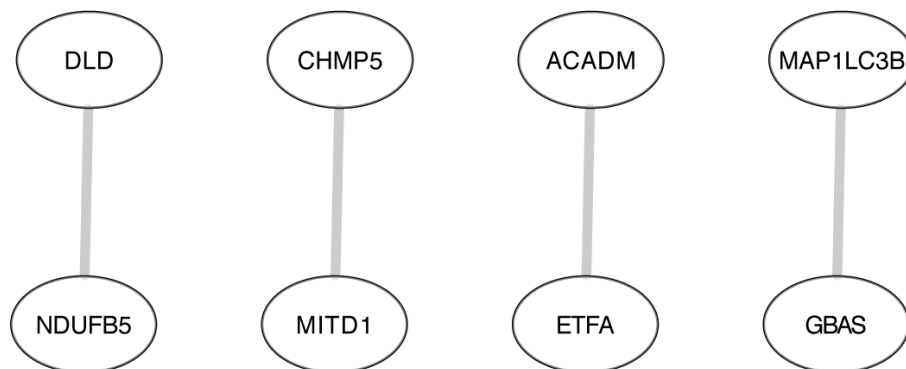 DLD CHMP5 ACADM MAP1LC3B
NDUFB5 MITD1 ETFA GBAS